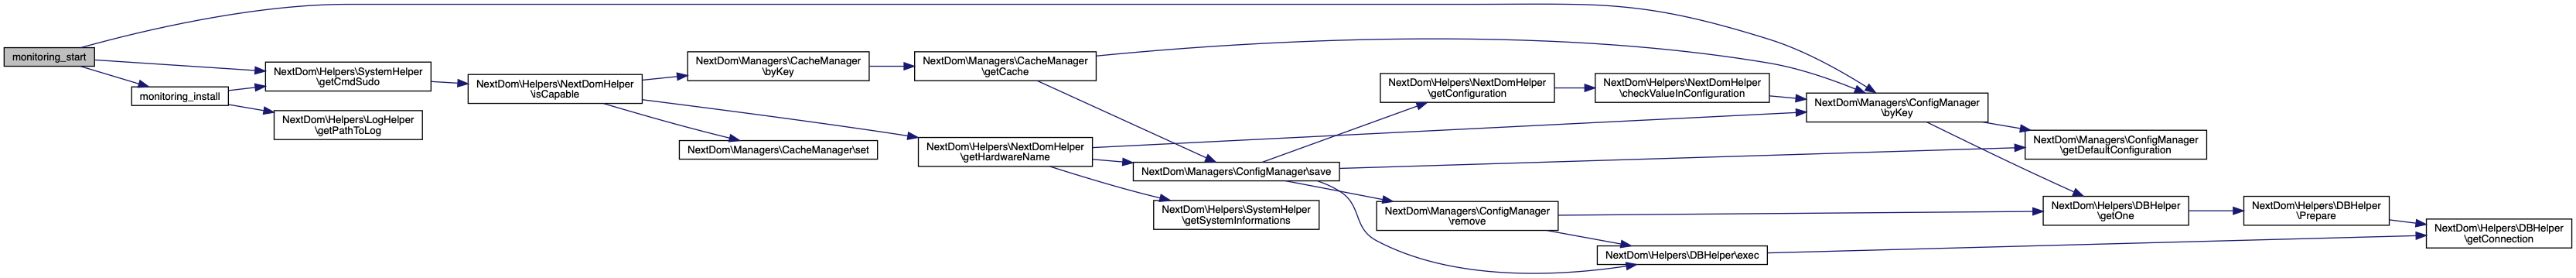 monitoring_start
monitoring_install
NextDom\Helpers\SystemHelper
\getCmdSudo
NextDom\Helpers\LogHelper
\getPathToLog
NextDom\Helpers\NextDomHelper
\isCapable
NextDom\Managers\CacheManager
\byKey
NextDom\Managers\CacheManager\set
NextDom\Managers\CacheManager
\getCache
NextDom\Helpers\NextDomHelper
\getHardwareName
NextDom\Managers\ConfigManager\save
NextDom\Helpers\SystemHelper
\getSystemInformations
NextDom\Helpers\NextDomHelper
\getConfiguration
NextDom\Managers\ConfigManager
\remove
NextDom\Helpers\NextDomHelper
\checkValueInConfiguration
NextDom\Helpers\DBHelper\exec
NextDom\Managers\ConfigManager
\byKey
NextDom\Managers\ConfigManager
\getDefaultConfiguration
NextDom\Helpers\DBHelper
\getOne
NextDom\Helpers\DBHelper
\Prepare
NextDom\Helpers\DBHelper
\getConnection